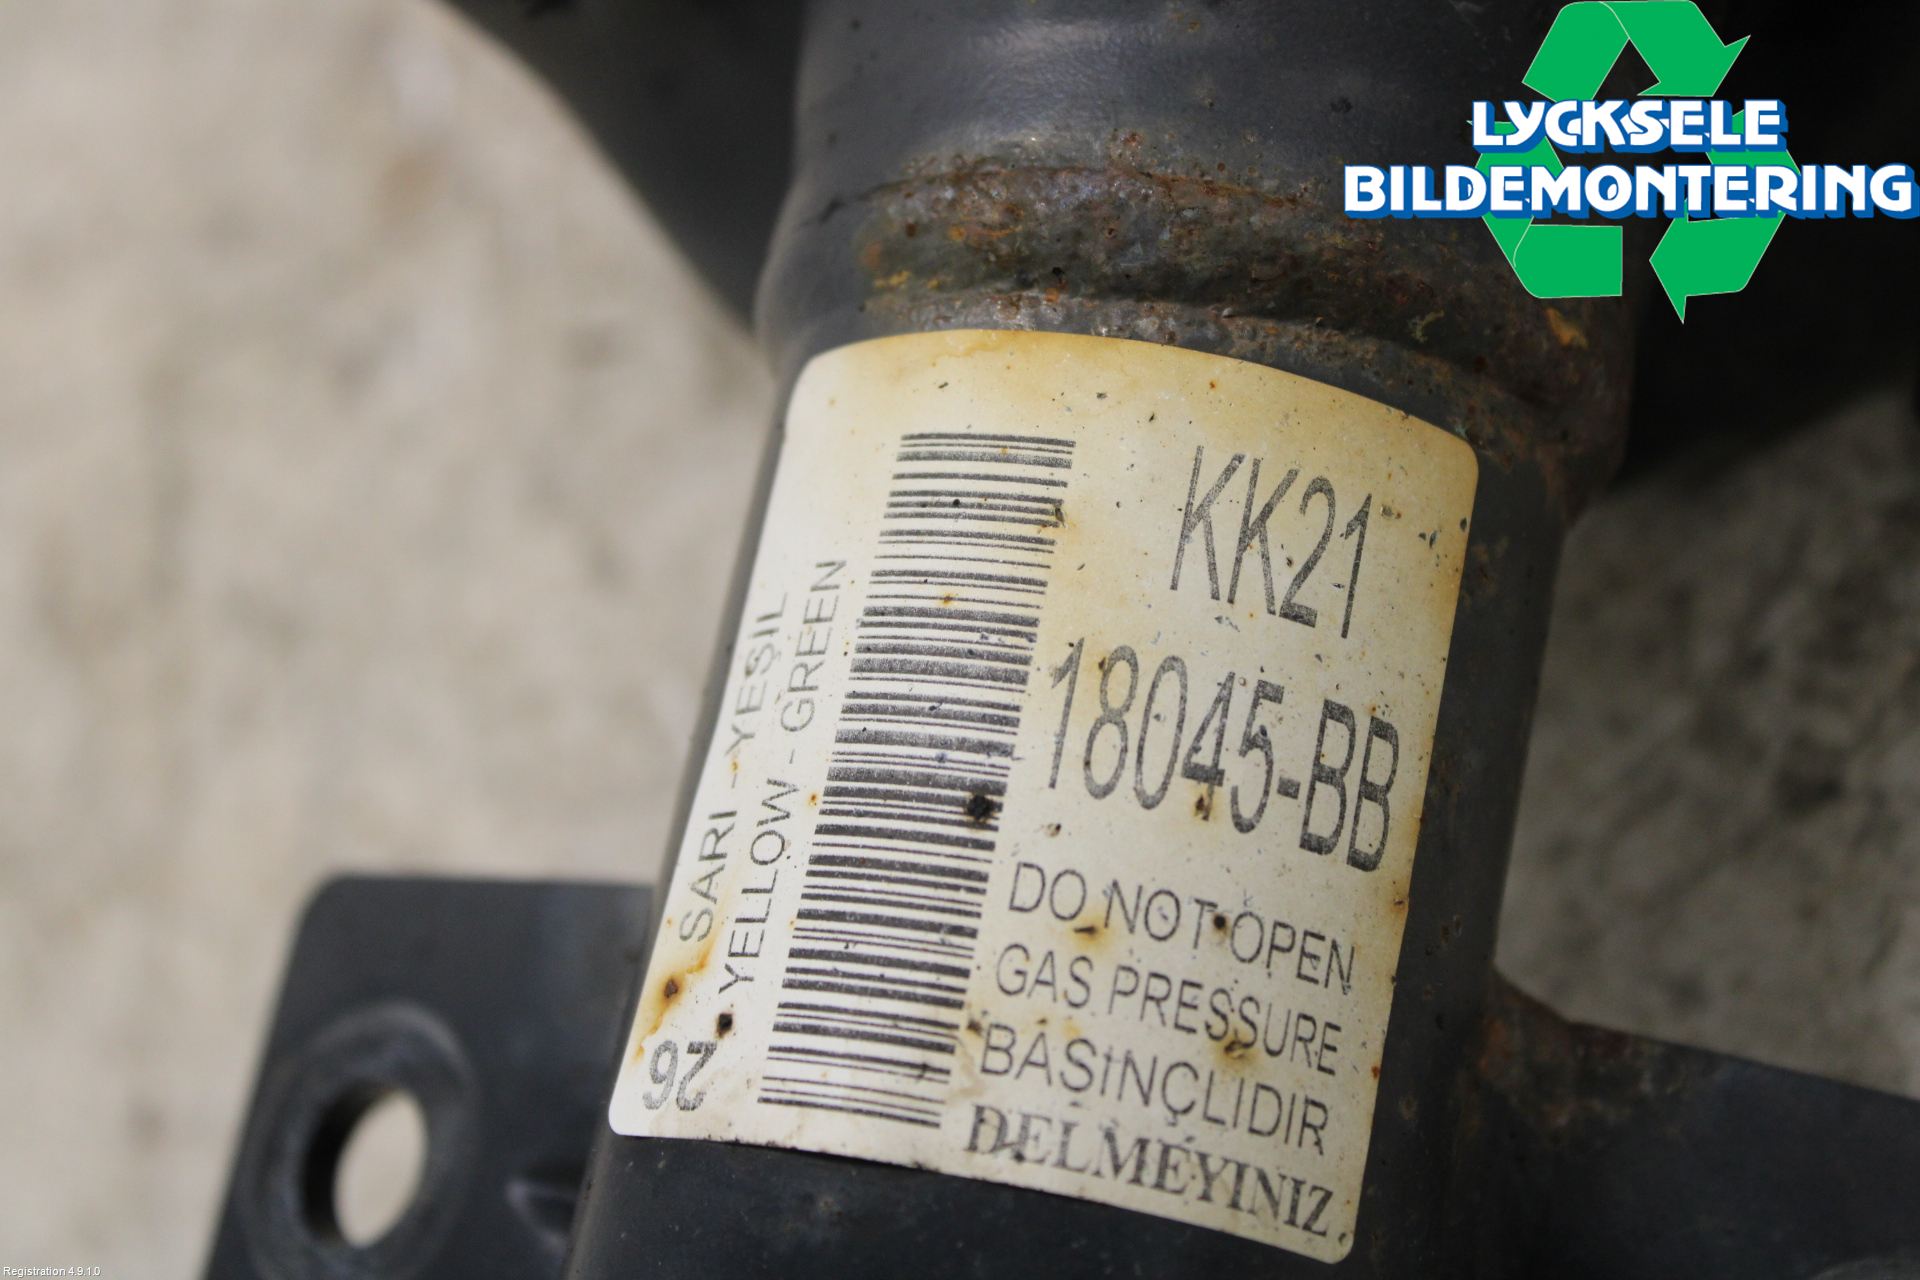 LYCKSELE
BILDEMONTERING
KK21
18045-BB
DO NOT OPEN
GAS PRESSURE
BASINÇLIDIR
DELMEYINIZ
SARI - YEŞİL
YELLOW - GREEN
26
Registration 4.9.1.0